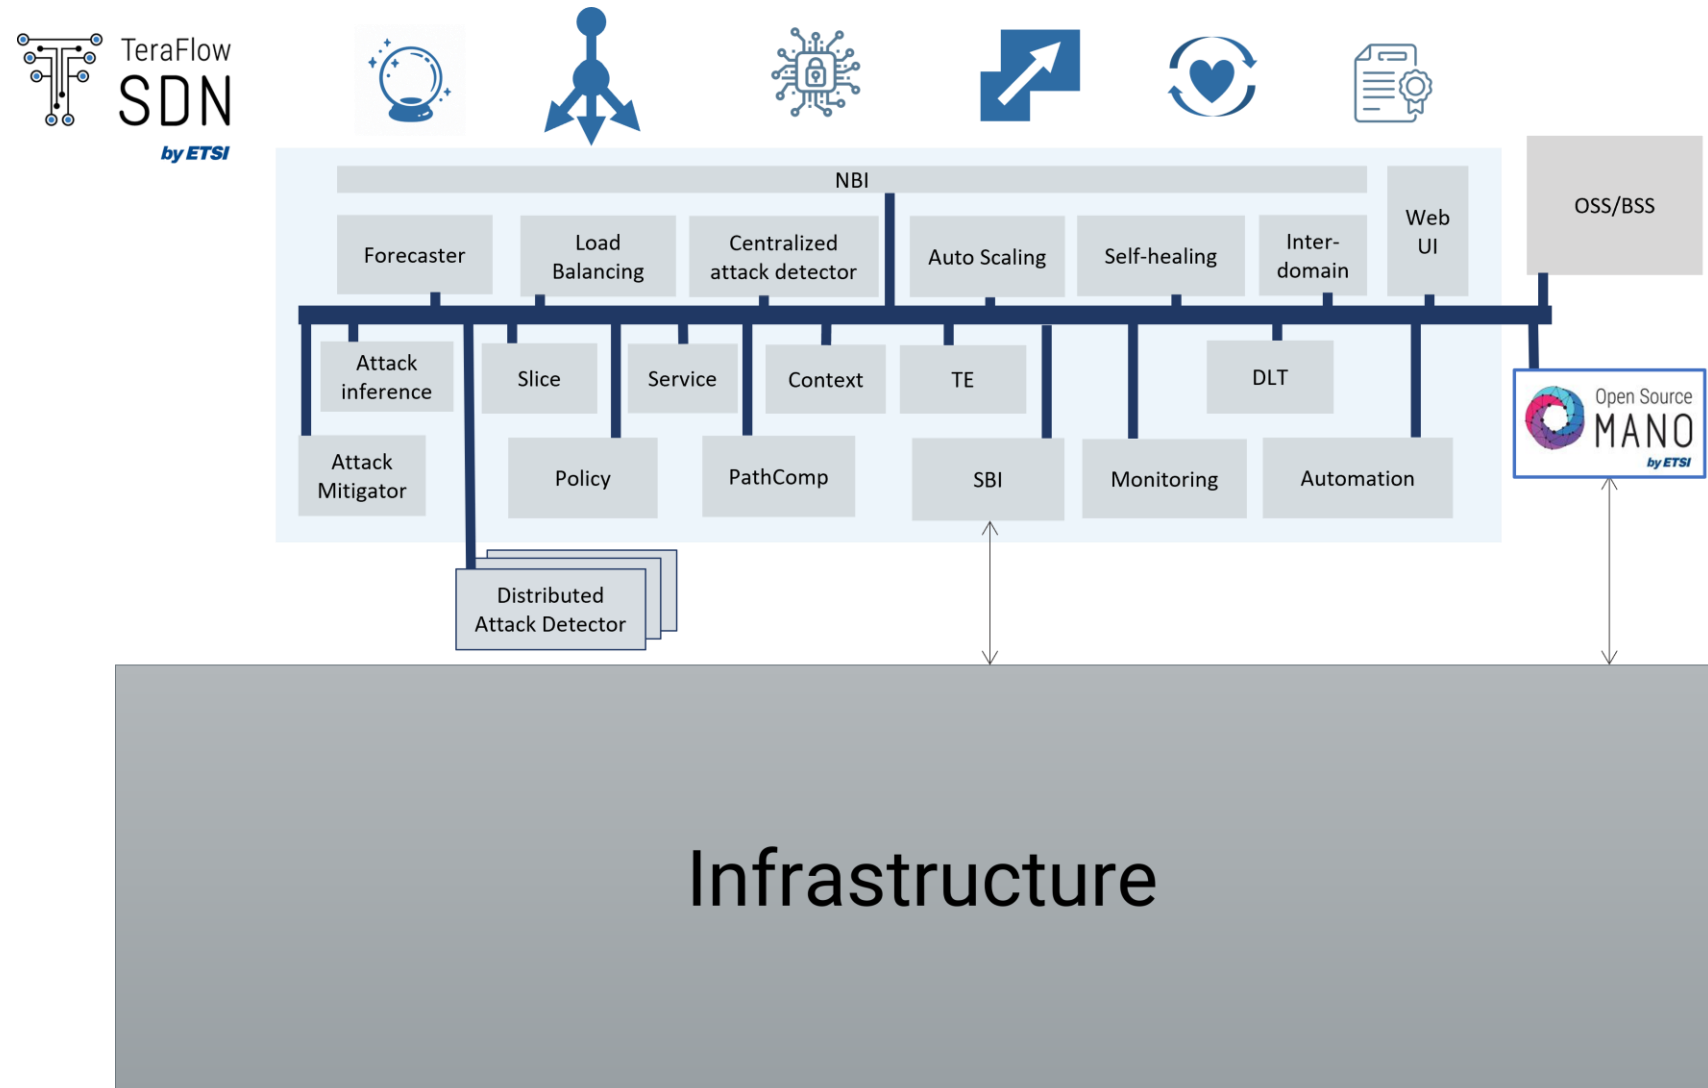 TeraFlow
SDN
by ETSI
NBI
Web
UI
OSS/BSS
Forecaster
Load
Balancing
Centralized
attack detector
Auto Scaling
Self-healing
Inter-
domain
Attack
inference
Slice
Service
Context
TE
DLT
Open Source
MANO
by ETSI
Attack
Mitigator
Policy
PathComp
SBI
Monitoring
Automation
Distributed
Attack Detector
Infrastructure